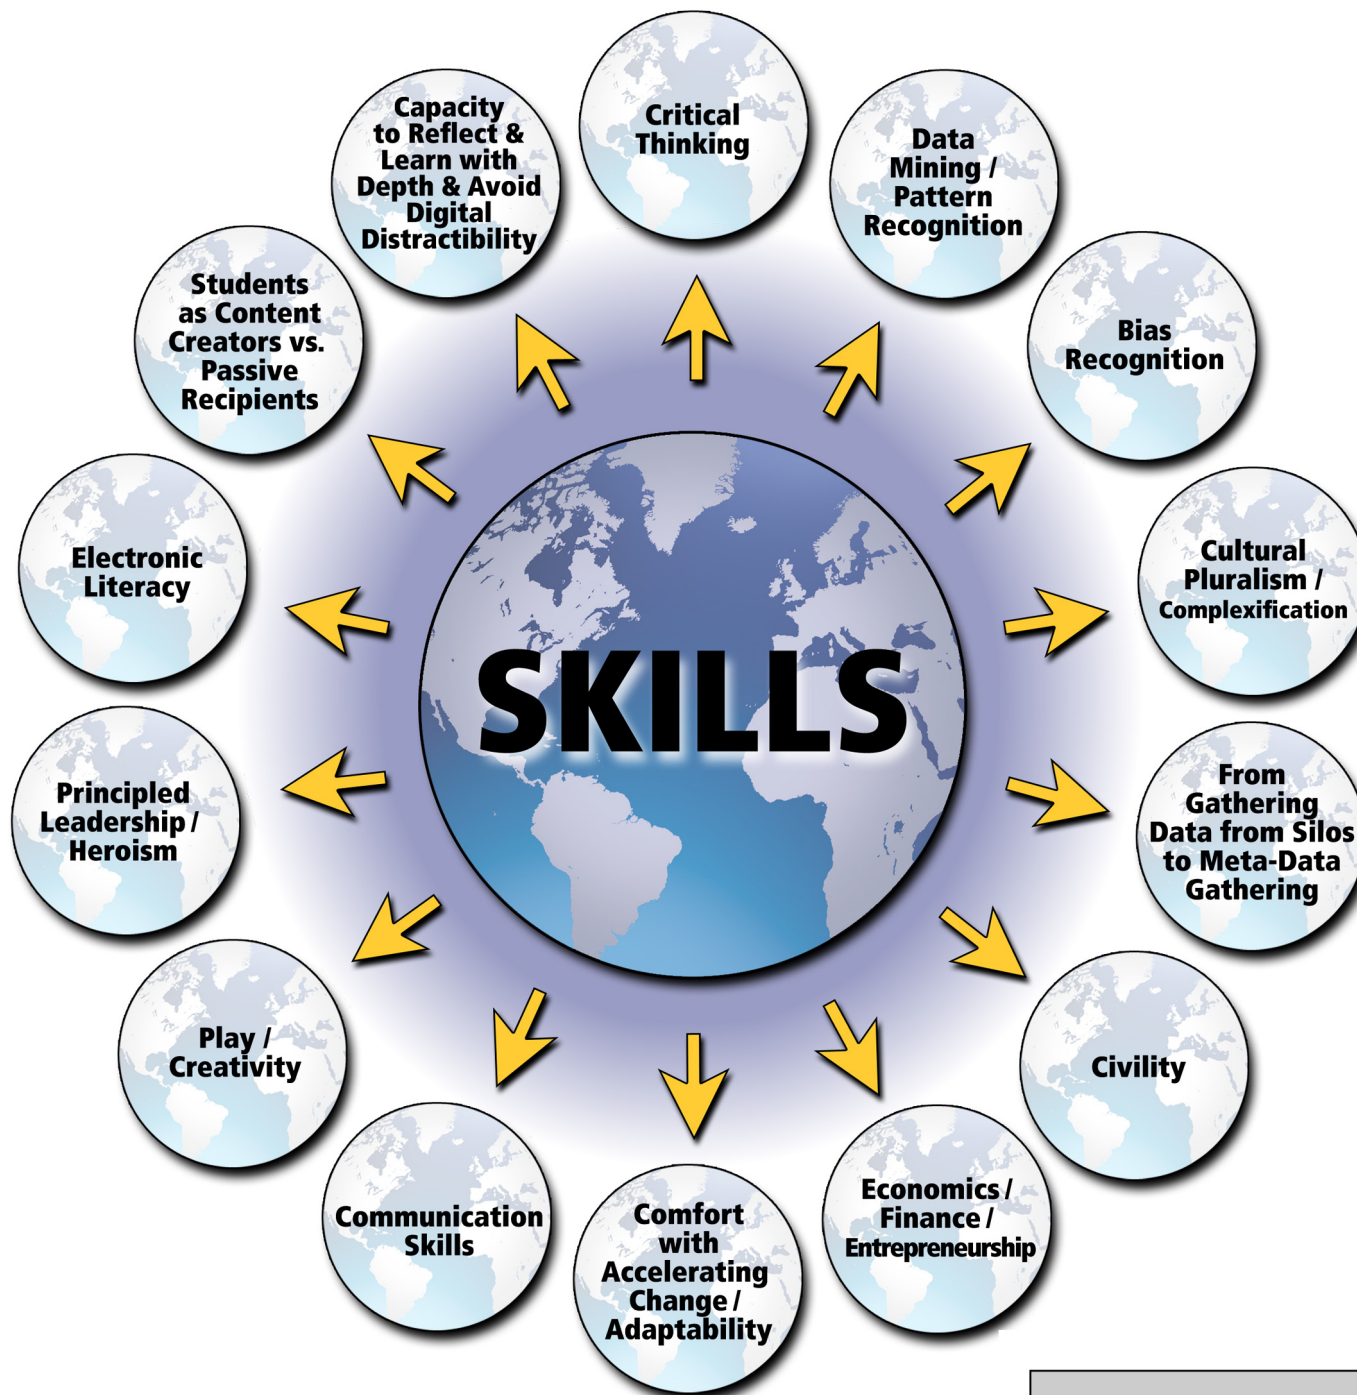 Critical
Thinking
Data
Mining /
Pattern
Recognition
Bias
Recognition
Cultural
Pluralism /
Complexification
From
Gathering
Data from Silos
to Meta-Data
Gathering
Civility
Economics /
Finance /
Entrepreneurship
Comfort
with
Accelerating
Change /
Adaptability
Communication
Skills
Play /
Creativity
Principled
Leadership /
Heroism
Electronic
Literacy
Students
as Content
Creators vs.
Passive
Recipients
Capacity
to Reflect &
Learn with
Depth & Avoid
Digital
Distractibility
SKILLS